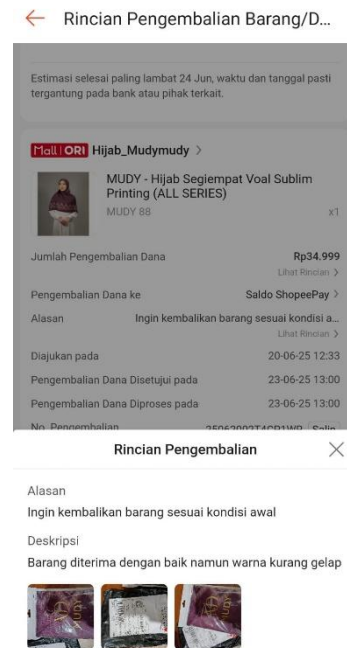 Rincian Pengembalian Barang/D...
Estimasi selesai paling lambat 24 Jun, waktu dan tanggal pasti
tergantung pada bank atau pihak terkait.
Mall | ORI Hijab_Mudymudy >
MUDY - Hijab Segiempat Voal Sublim
Printing (ALL SERIES)
MUDY 88 x1
Jumlah Pengembalian Dana Rp34.999
Lihat Rincian >
Pengembalian Dana ke Saldo ShopeePay >
Alasan Ingin kembalikan barang sesuai kondisi a...
Lihat Rincian >
Diajukan pada 20-06-25 12:33
Pengembalian Dana Disetujui pada 23-06-25 13:00
Pengembalian Dana Diproses pada 23-06-25 13:00
No. Pengembalian Salin
Rincian Pengembalian
Alasan
Ingin kembalikan barang sesuai kondisi awal
Deskripsi
Barang diterima dengan baik namun warna kurang gelap